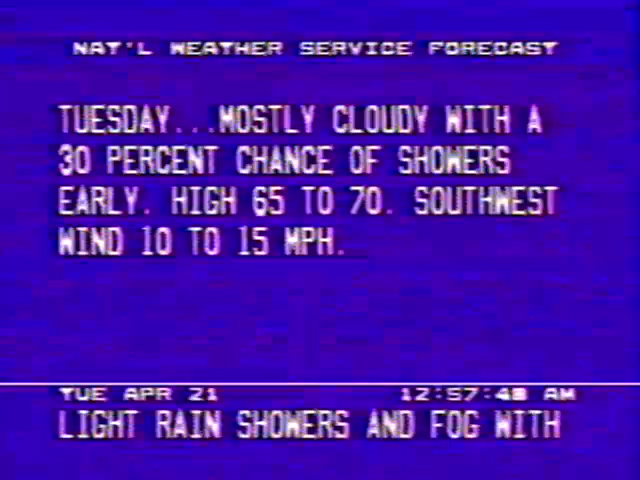 NAT'L WEATHER SERVICE FORECAST
TUESDAY...MOSTLY CLOUDY WITH A
30 PERCENT CHANCE OF SHOWERS
EARLY. HIGH 65 TO 70. SOUTHWEST
WIND 10 TO 15 MPH.
TUE APR 21 12:57:48 AM
LIGHT RAIN SHOWERS AND FOG WITH